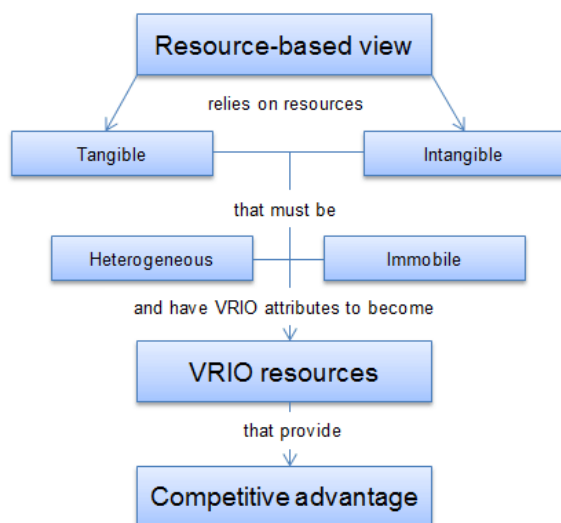 Resource-based view
relies on resources
Tangible
Intangible
that must be
Heterogeneous
Immobile
and have VRIO attributes to become
VRIO resources
that provide
Competitive advantage